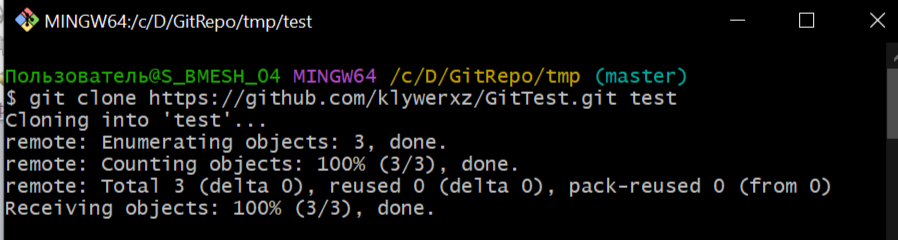 MINGW64:/c/D/GitRepo/tmp/test
Пользователь@S_BMESH_04 MINGW64 /c/D/GitRepo/tmp (master)
$ git clone https://github.com/klywerxz/GitTest.git test
Cloning into 'test'...
remote: Enumerating objects: 3, done.
remote: Counting objects: 100% (3/3), done.
remote: Total 3 (delta 0), reused 0 (delta 0), pack-reused 0 (from 0)
Receiving objects: 100% (3/3), done.